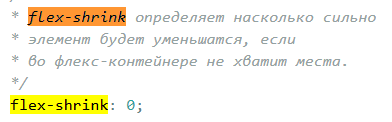 * flex-shrink определяет насколько сильно
* элемент будет уменьшатся, если
* во флекс-контейнере не хватит места.
*/
flex-shrink: 0;